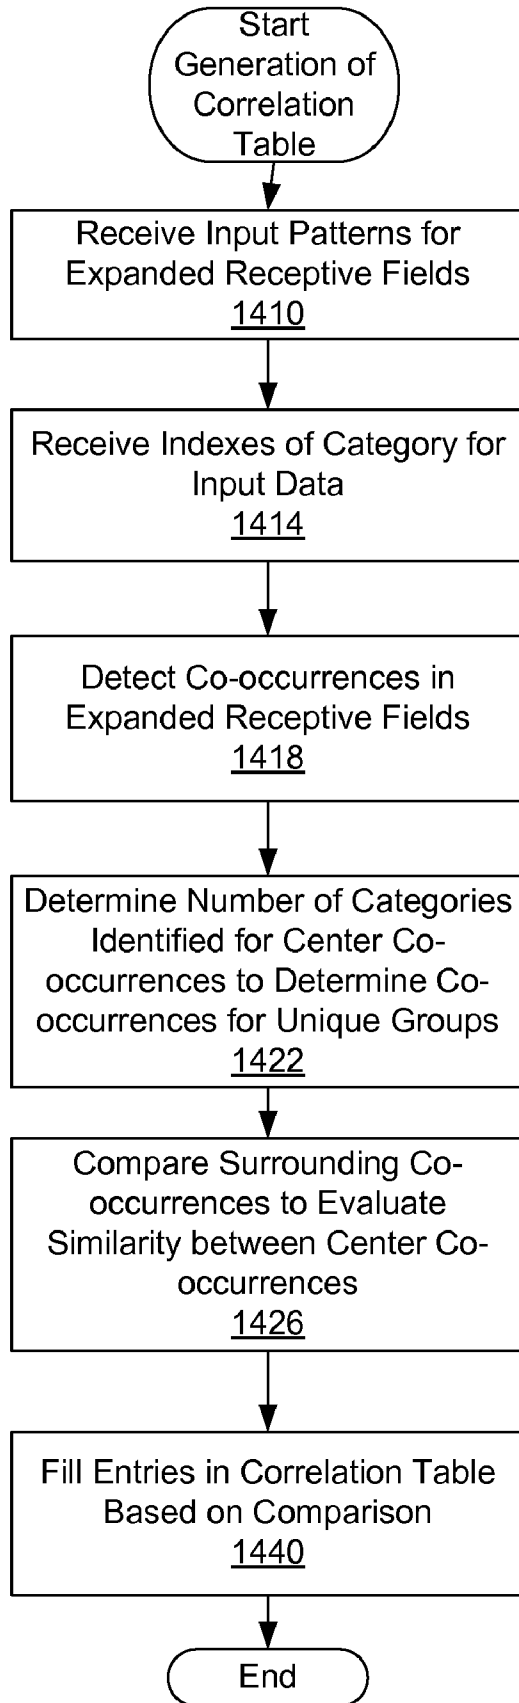 Start
Generation of
Correlation
Table
Receive Input Patterns for
Expanded Receptive Fields
1410
Receive Indexes of Category for
Input Data
1414
Detect Co-occurrences in
Expanded Receptive Fields
1418
Determine Number of Categories
Identified for Center Co-
occurrences to Determine Co-
occurrences for Unique Groups
1422
Compare Surrounding Co-
occurrences to Evaluate
Similarity between Center Co-
occurrences
1426
Fill Entries in Correlation Table
Based on Comparison
1440
End